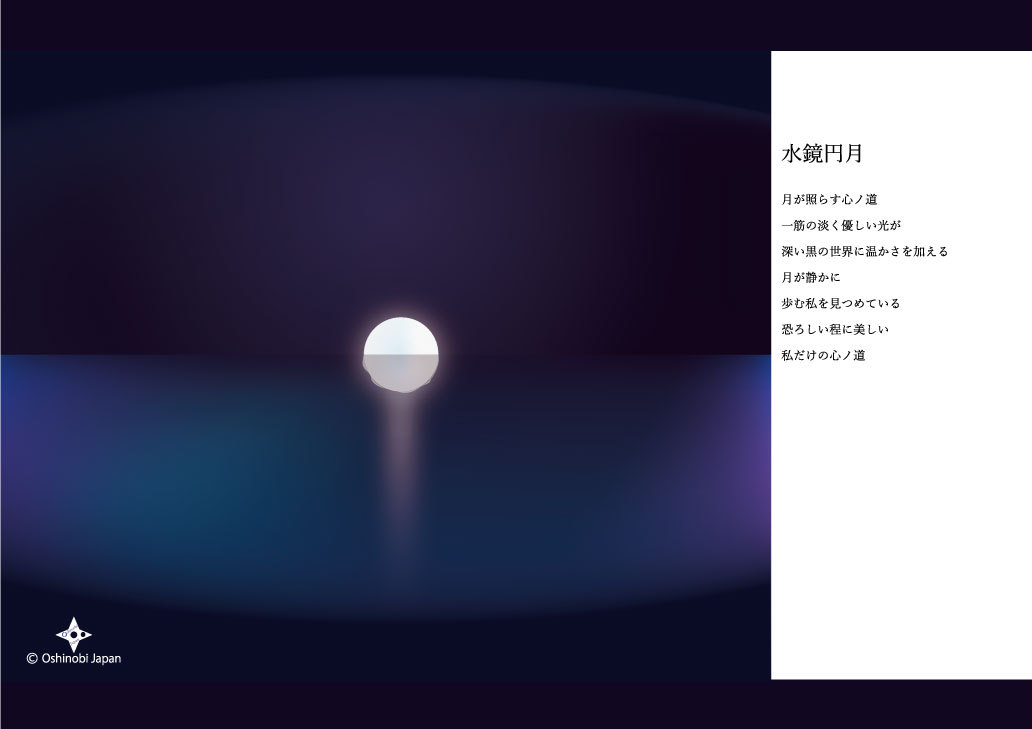 水鏡円月
月が照らす心ノ道
一筋の淡く優しい光が
深い黒の世界に温かさを加える
月が静かに
歩む私を見つめている
恐ろしい程に美しい
私だけの心ノ道
© Oshinobi Japan